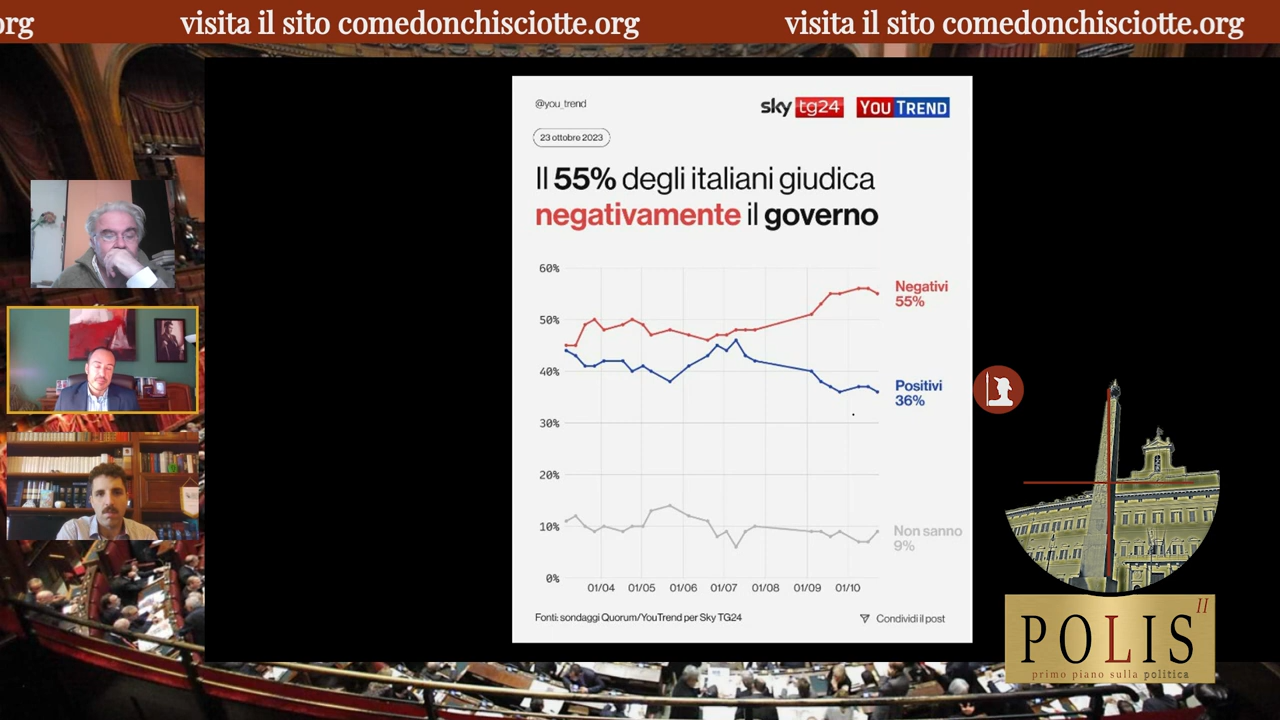 org
visita il sito comedonchisciotte.org
visita il sito comedonchisciotte.org
@you_trend
sky tg24
YOUTREND
23 ottobre 2023
Il 55% degli italiani giudica
negativamente il governo
60%
50%
40%
30%
20%
10%
0%
Negativi
55%
Positivi
36%
Non sanno
9%
01/04
01/05
01/06
01/07
01/08
01/09
01/10
Fonti: sondaggi Quorum/YouTrend per Sky TG24
Condividi il post
POLIS II
primo piano sulla politica